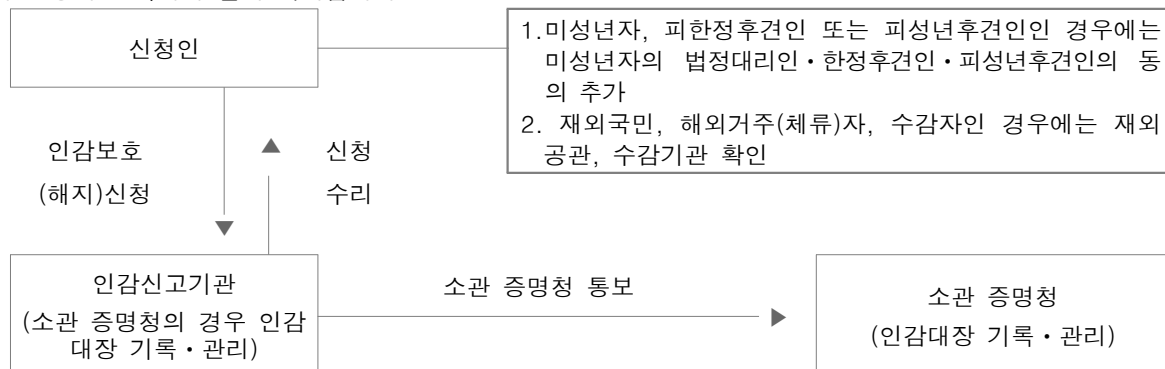 신청인
1.미성년자, 피한정후견인 또는 피성년후견인인 경우에는
미성년자의 법정대리인・한정후견인・피성년후견인의 동
의 추가
2. 재외국민, 해외거주(체류)자, 수감자인 경우에는 재외
공관, 수감기관 확인
인감보호
(해지)신청
신청
수리
인감신고기관
(소관 증명청의 경우 인감
대장 기록・관리)
소관 증명청 통보
소관 증명청
(인감대장 기록・관리)